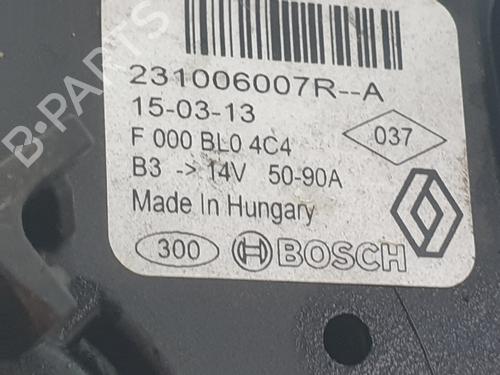 B-PARTS
231006007R--A
15-03-13
037
F 000 BL0 4C4
B3 -> 14V 50-90A
Made In Hungary
300 BOSCH